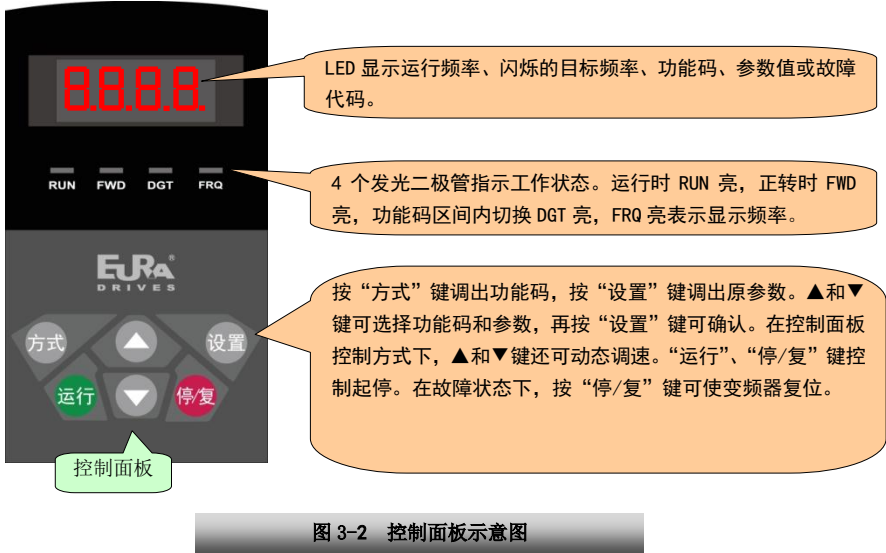 8.8.8.8.
LED 显示运行频率、闪烁的目标频率、功能码、参数值或故障
代码。
RUN FWD DGT FRQ
4 个发光二极管指示工作状态。运行时 RUN 亮，正转时 FWD
亮，功能码区间内切换 DGT 亮，FRQ 亮表示显示频率。
EURA®
DRIVES
方式 设置
运行 停/复
按“方式”键调出功能码，按“设置”键调出原参数。▲和▼
键可选择功能码和参数，再按“设置”键可确认。在控制面板
控制方式下，▲和▼键还可动态调速。“运行”、“停/复”键控
制起停。在故障状态下，按“停/复”键可使变频器复位。
控制面板
图 3-2 控制面板示意图